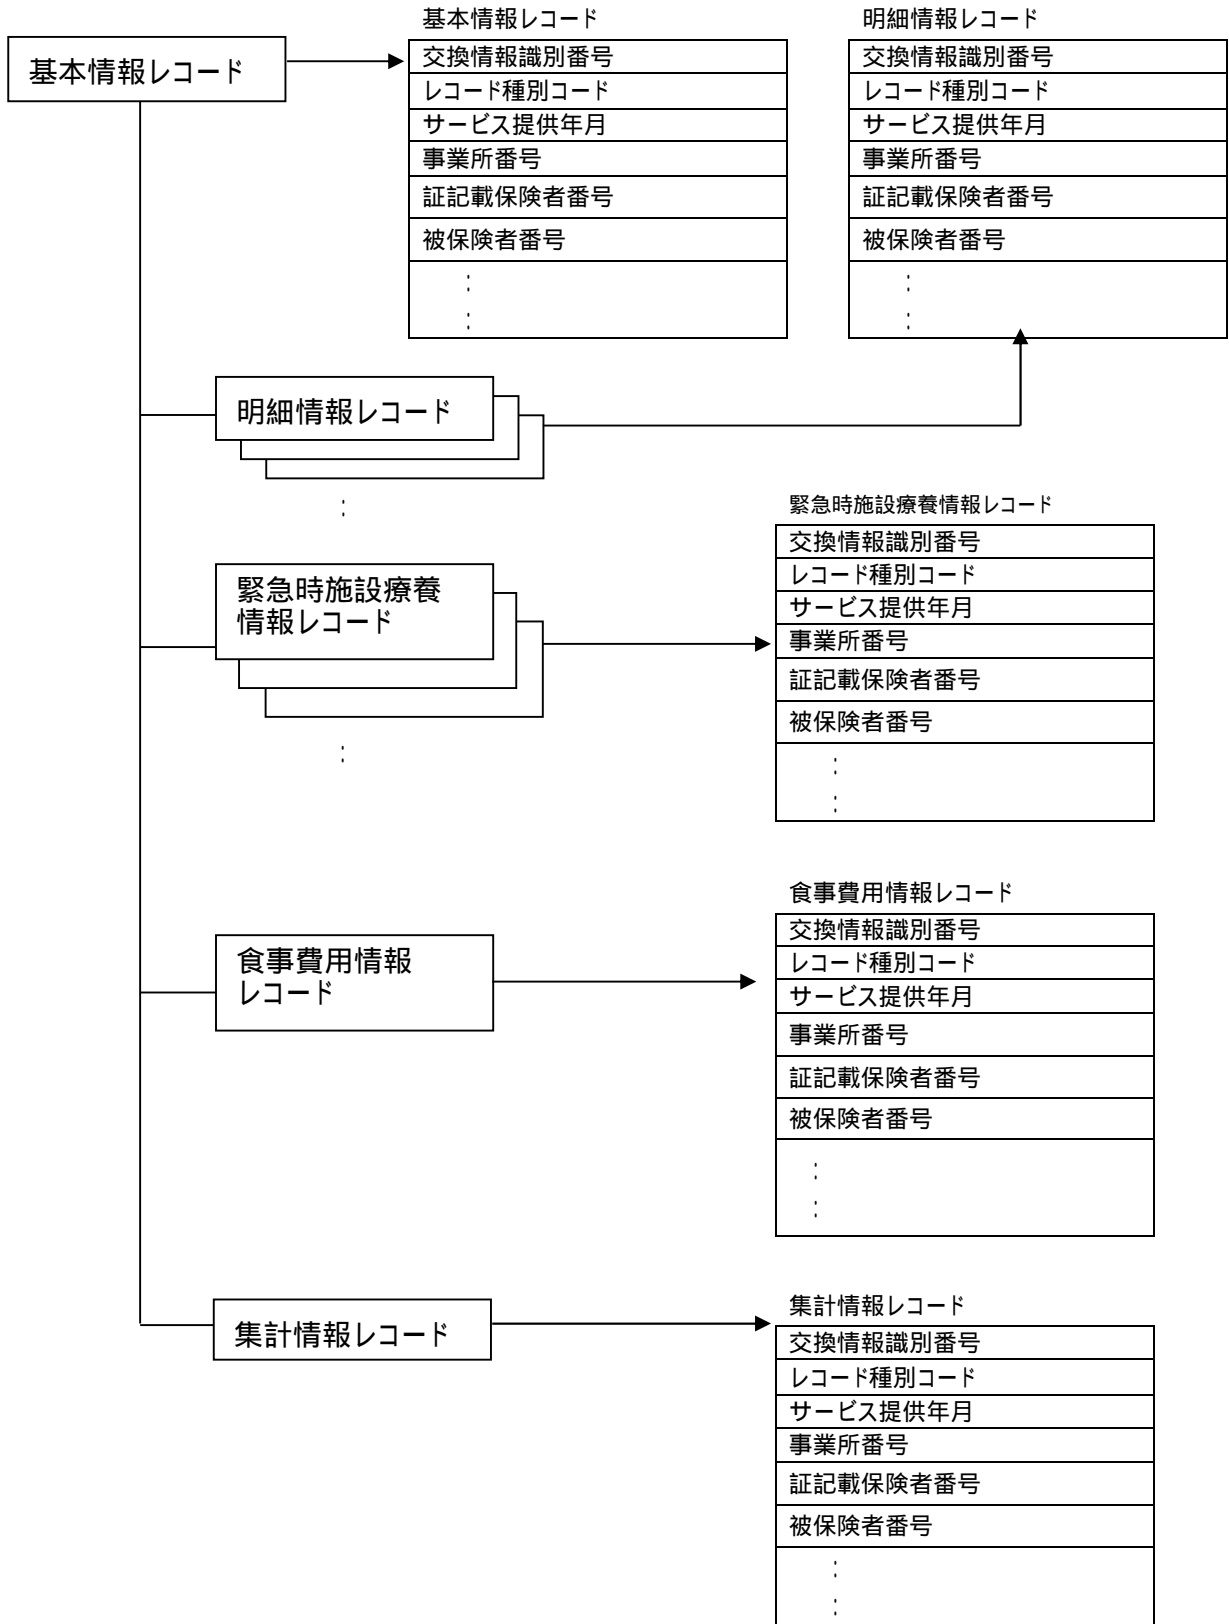 基本情報レコード
基本情報レコード
交換情報識別番号
レコード種別コード
サービス提供年月
事業所番号
証記載保険者番号
被保険者番号
:
:
明細情報レコード
交換情報識別番号
レコード種別コード
サービス提供年月
事業所番号
証記載保険者番号
被保険者番号
:
:
明細情報レコード
:
緊急時施設療養
情報レコード
:
緊急時施設療養情報レコード
交換情報識別番号
レコード種別コード
サービス提供年月
事業所番号
証記載保険者番号
被保険者番号
:
:
食事費用情報
レコード
食事費用情報レコード
交換情報識別番号
レコード種別コード
サービス提供年月
事業所番号
証記載保険者番号
被保険者番号
:
:
集計情報レコード
集計情報レコード
交換情報識別番号
レコード種別コード
サービス提供年月
事業所番号
証記載保険者番号
被保険者番号
:
: